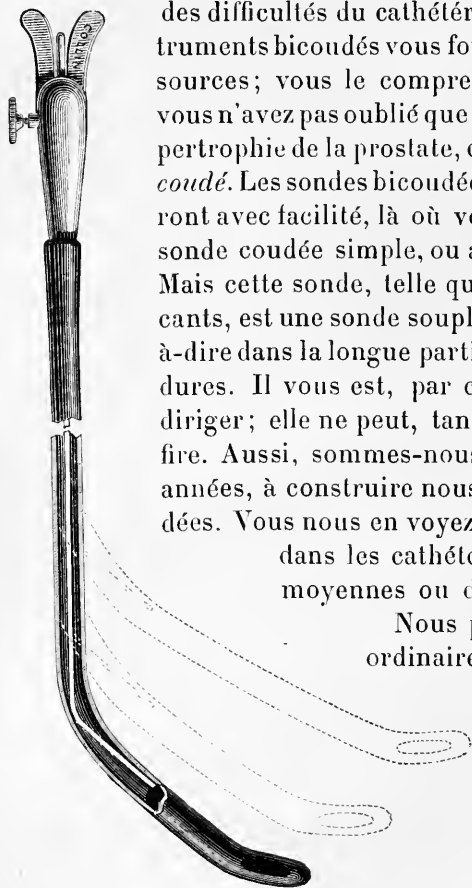 COLLIN
des difficultés du cathétér
truments bicoudés vous fo
sources; vous le compre
vous n'avez pas oublié que
pertrophie de la prostate, c
coudé. Les sondes bicoudée
ront avec facilité, là où v
sonde coudée simple, ou a
Mais cette sonde, telle qu
cants, est une sonde soupl
à-dire dans la longue parti
dures. Il vous est, par c
diriger; elle ne peut, tan
fire. Aussi, sommes-nous
années, à construire nous
dées. Vous nous en voyez
dans les cathéte
moyennes ou c
Nous p
ordinaire